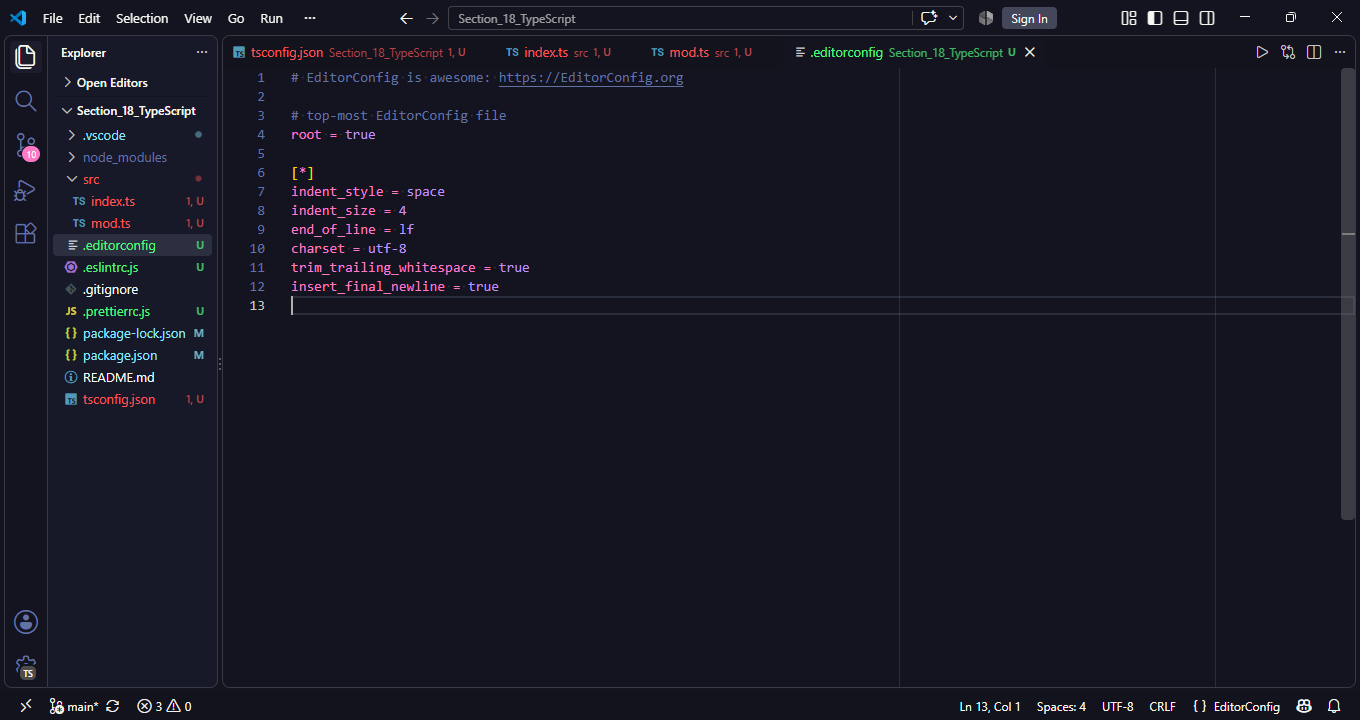 File Edit Selection View Go Run ··· Section_18_TypeScript Sign In
Explorer ···
Open Editors
Section_18_TypeScript
.vscode
node_modules
src
TS index.ts 1, U
TS mod.ts 1, U
.editorconfig U
.eslintrc.js U
.gitignore
JS .prettierrc.js U
{} package-lock.json M
{} package.json M
README.md
TS tsconfig.json 1, U
10
TS
TS tsconfig.json Section_18_TypeScript 1, U TS index.ts src 1, U TS mod.ts src 1, U .editorconfig Section_18_TypeScript U
1 # EditorConfig is awesome: https://EditorConfig.org
2
3 # top-most EditorConfig file
4 root = true
5
6 [*]
7 indent_style = space
8 indent_size = 4
9 end_of_line = lf
10 charset = utf-8
11 trim_trailing_whitespace = true
12 insert_final_newline = true
13
main* 3 0 Ln 13, Col 1 Spaces: 4 UTF-8 CRLF {} EditorConfig